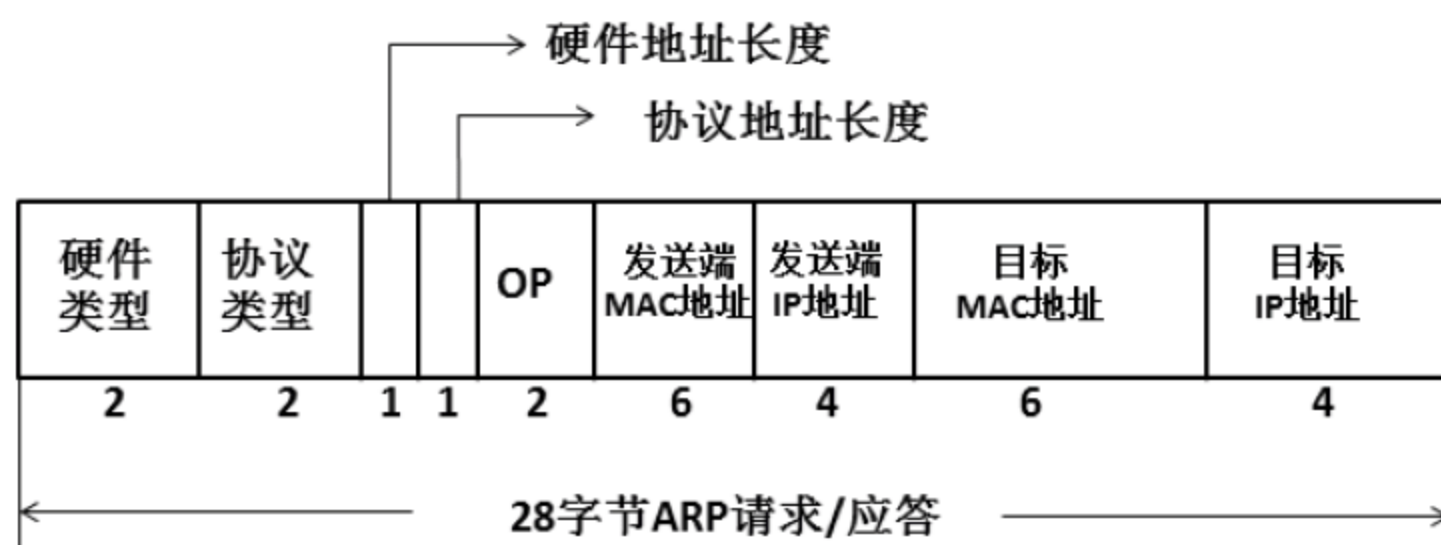 硬件地址长度
协议地址长度
硬件
类型
协议
类型
OP
发送端
MAC地址
发送端
IP地址
目标
MAC地址
目标
IP地址
2 2 1 1 2 6 4 6 4
28字节ARP请求/应答